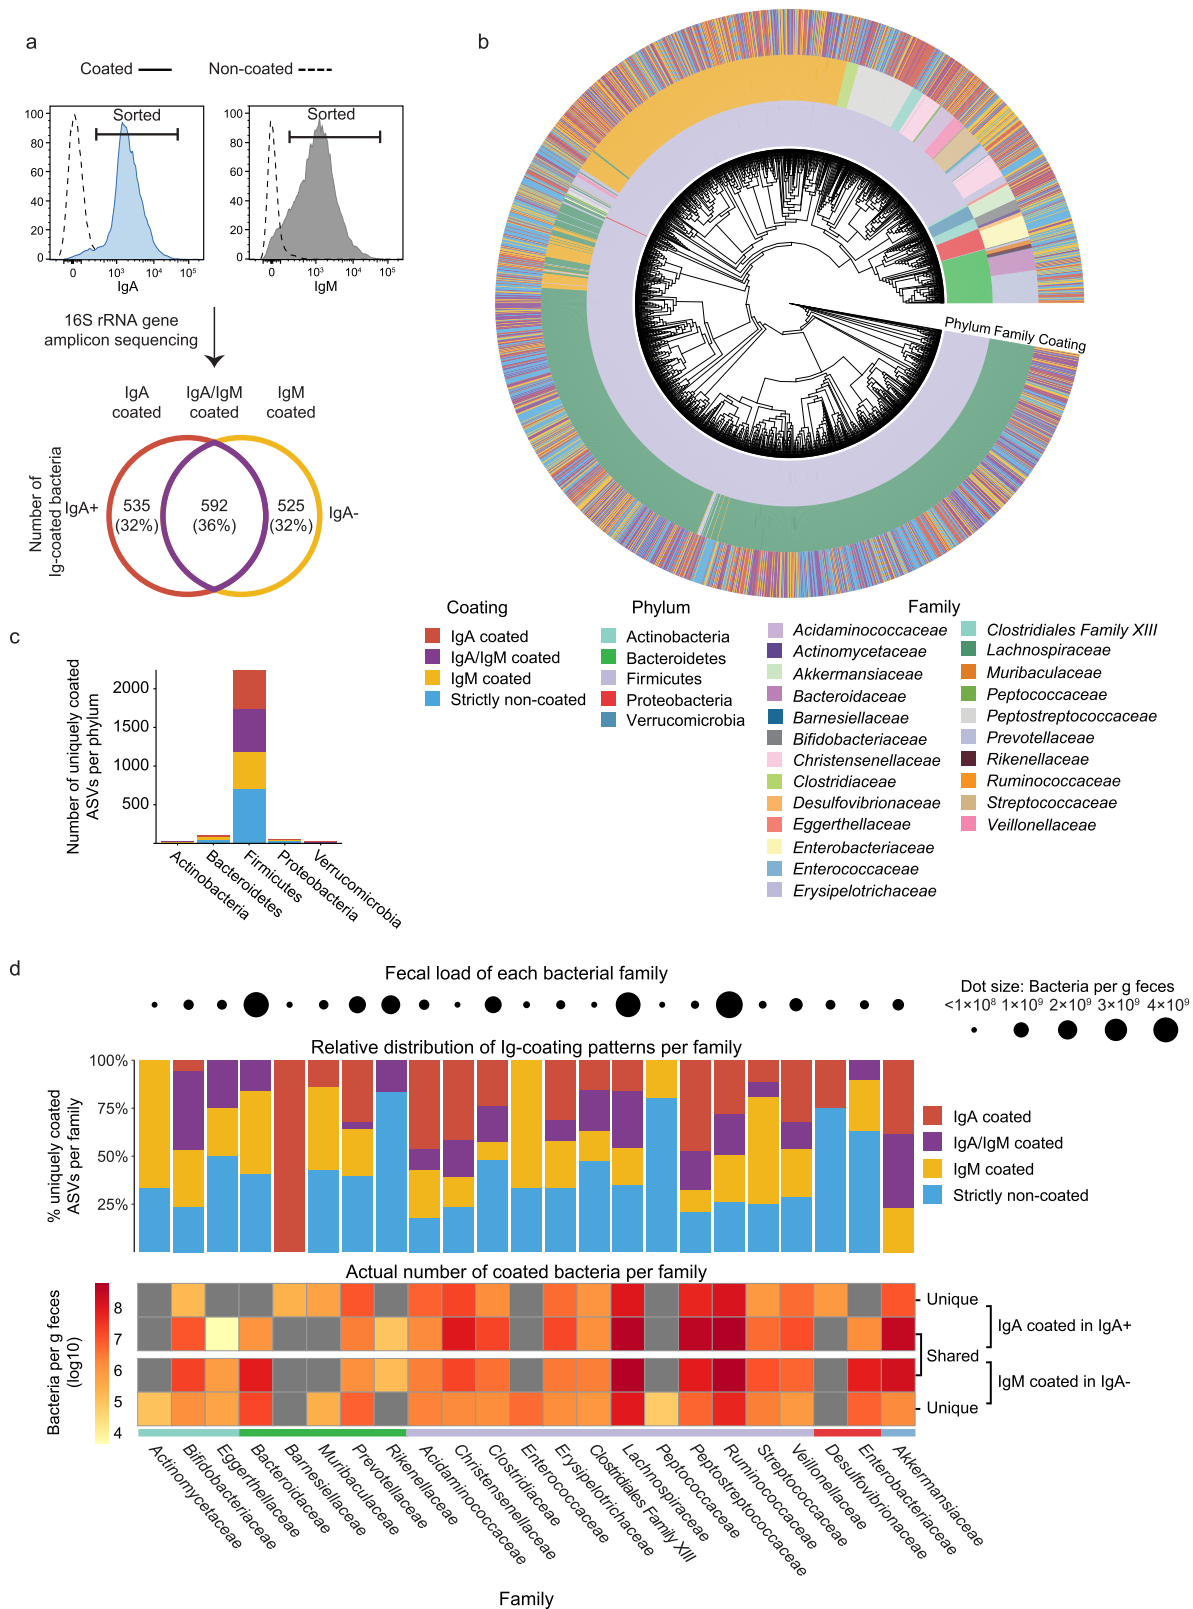 a
Coated
Non-coated
Sorted
100
80
60
40
20
0
0
10³
10⁴
10⁵
IgA
Sorted
100
80
60
40
20
0
0
10³
10⁴
10⁵
IgM
16S rRNA gene
amplicon sequencing
IgA
coated
IgA/IgM
coated
IgM
coated
Number of
Ig-coated bacteria
IgA+
535
(32%)
592
(36%)
525
(32%)
IgA-
b
Phylum Family Coating
Coating
IgA coated
IgA/IgM coated
IgM coated
Strictly non-coated
Phylum
Actinobacteria
Bacteroidetes
Firmicutes
Proteobacteria
Verrucomicrobia
Family
Acidaminococcaceae
Actinomycetaceae
Akkermansiaceae
Bacteroidaceae
Barnesiellaceae
Bifidobacteriaceae
Christensenellaceae
Clostridiaceae
Desulfovibrionaceae
Eggerthellaceae
Enterobacteriaceae
Enterococcaceae
Erysipelotrichaceae
Clostridiales Family XIII
Lachnospiraceae
Muribaculaceae
Peptococcaceae
Peptostreptococcaceae
Prevotellaceae
Rikenellaceae
Ruminococcaceae
Streptococcaceae
Veillonellaceae
c
Number of uniquely coated
ASVs per phylum
2000
1500
1000
500
Actinobacteria
Bacteroidetes
Firmicutes
Proteobacteria
Verrucomicrobia
d
Fecal load of each bacterial family
Dot size: Bacteria per g feces
<1×10⁸ 1×10⁹ 2×10⁹ 3×10⁹ 4×10⁹
Relative distribution of Ig-coating patterns per family
% uniquely coated
ASVs per family
100%
75%
50%
25%
IgA coated
IgA/IgM coated
IgM coated
Strictly non-coated
Actual number of coated bacteria per family
Bacteria per g feces
(log10)
8
7
6
5
4
Unique
Shared
Unique
IgA coated in IgA+
IgM coated in IgA-
Actinomycetaceae
Bifidobacteriaceae
Eggerthellaceae
Bacteroidaceae
Barnesiellaceae
Muribaculaceae
Prevotellaceae
Rikenellaceae
Acidaminococcaceae
Christensenellaceae
Clostridiaceae
Enterococcaceae
Erysipelotrichaceae
Clostridiales Family XIII
Lachnospiraceae
Peptococcaceae
Peptostreptococcaceae
Ruminococcaceae
Streptococcaceae
Veillonellaceae
Desulfovibrionaceae
Enterobacteriaceae
Akkermansiaceae
Family